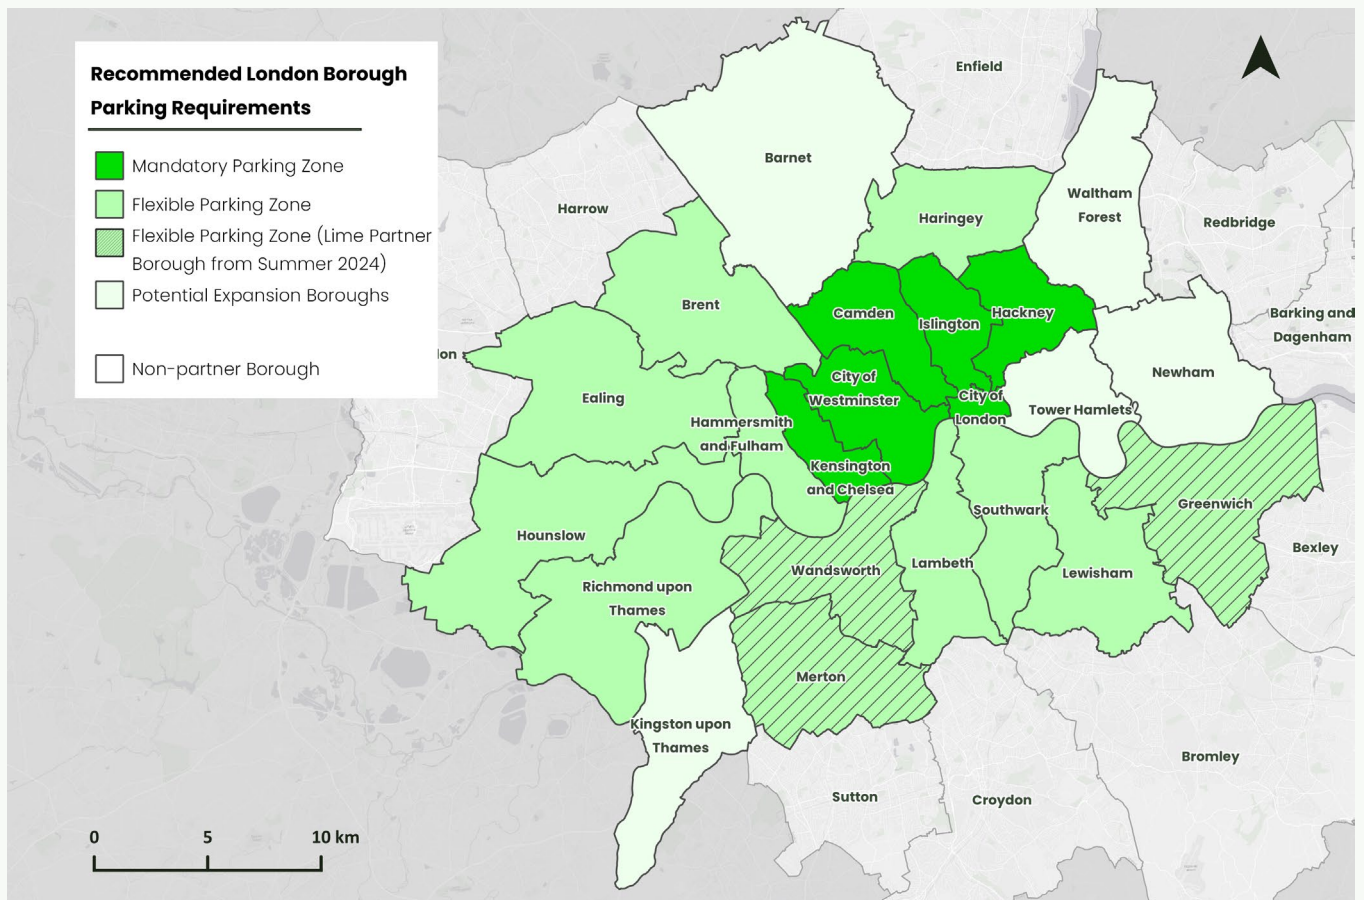 Recommended London Borough
Parking Requirements
Mandatory Parking Zone
Flexible Parking Zone
Flexible Parking Zone (Lime Partner
Borough from Summer 2024)
Potential Expansion Boroughs
Non-partner Borough
Enfield
Barnet
Harrow
Haringey
Waltham
Forest
Redbridge
Brent
Camden
Islington
Hackney
Barking and
Dagenham
lon
Ealing
City of
Westminster
City of
London
Tower Hamlets
Newham
Hammersmith
and Fulham
Kensington
and Chelsea
Southwark
Greenwich
Hounslow
Bexley
Richmond upon
Thames
Wandsworth
Lambeth
Lewisham
Merton
Kingston upon
Thames
Bromley
Sutton
Croydon
0 5 10 km